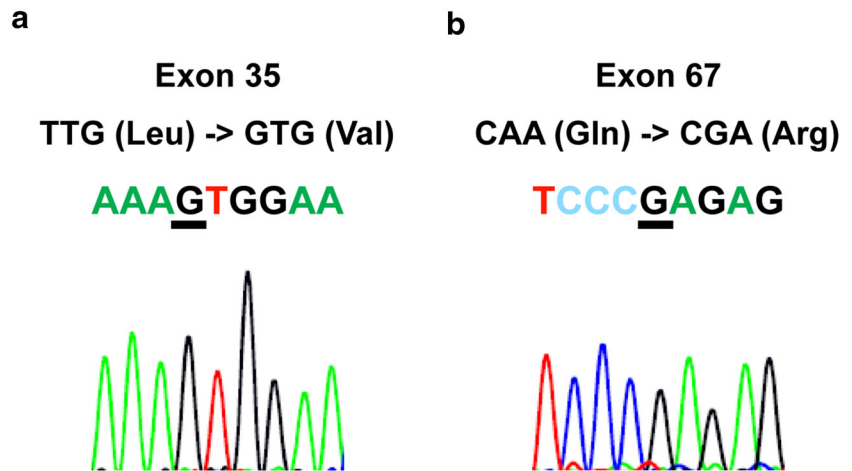 a
Exon 35
TTG (Leu) -> GTG (Val)
AAAGTGGAA
b
Exon 67
CAA (Gln) -> CGA (Arg)
TCCCGAGAG